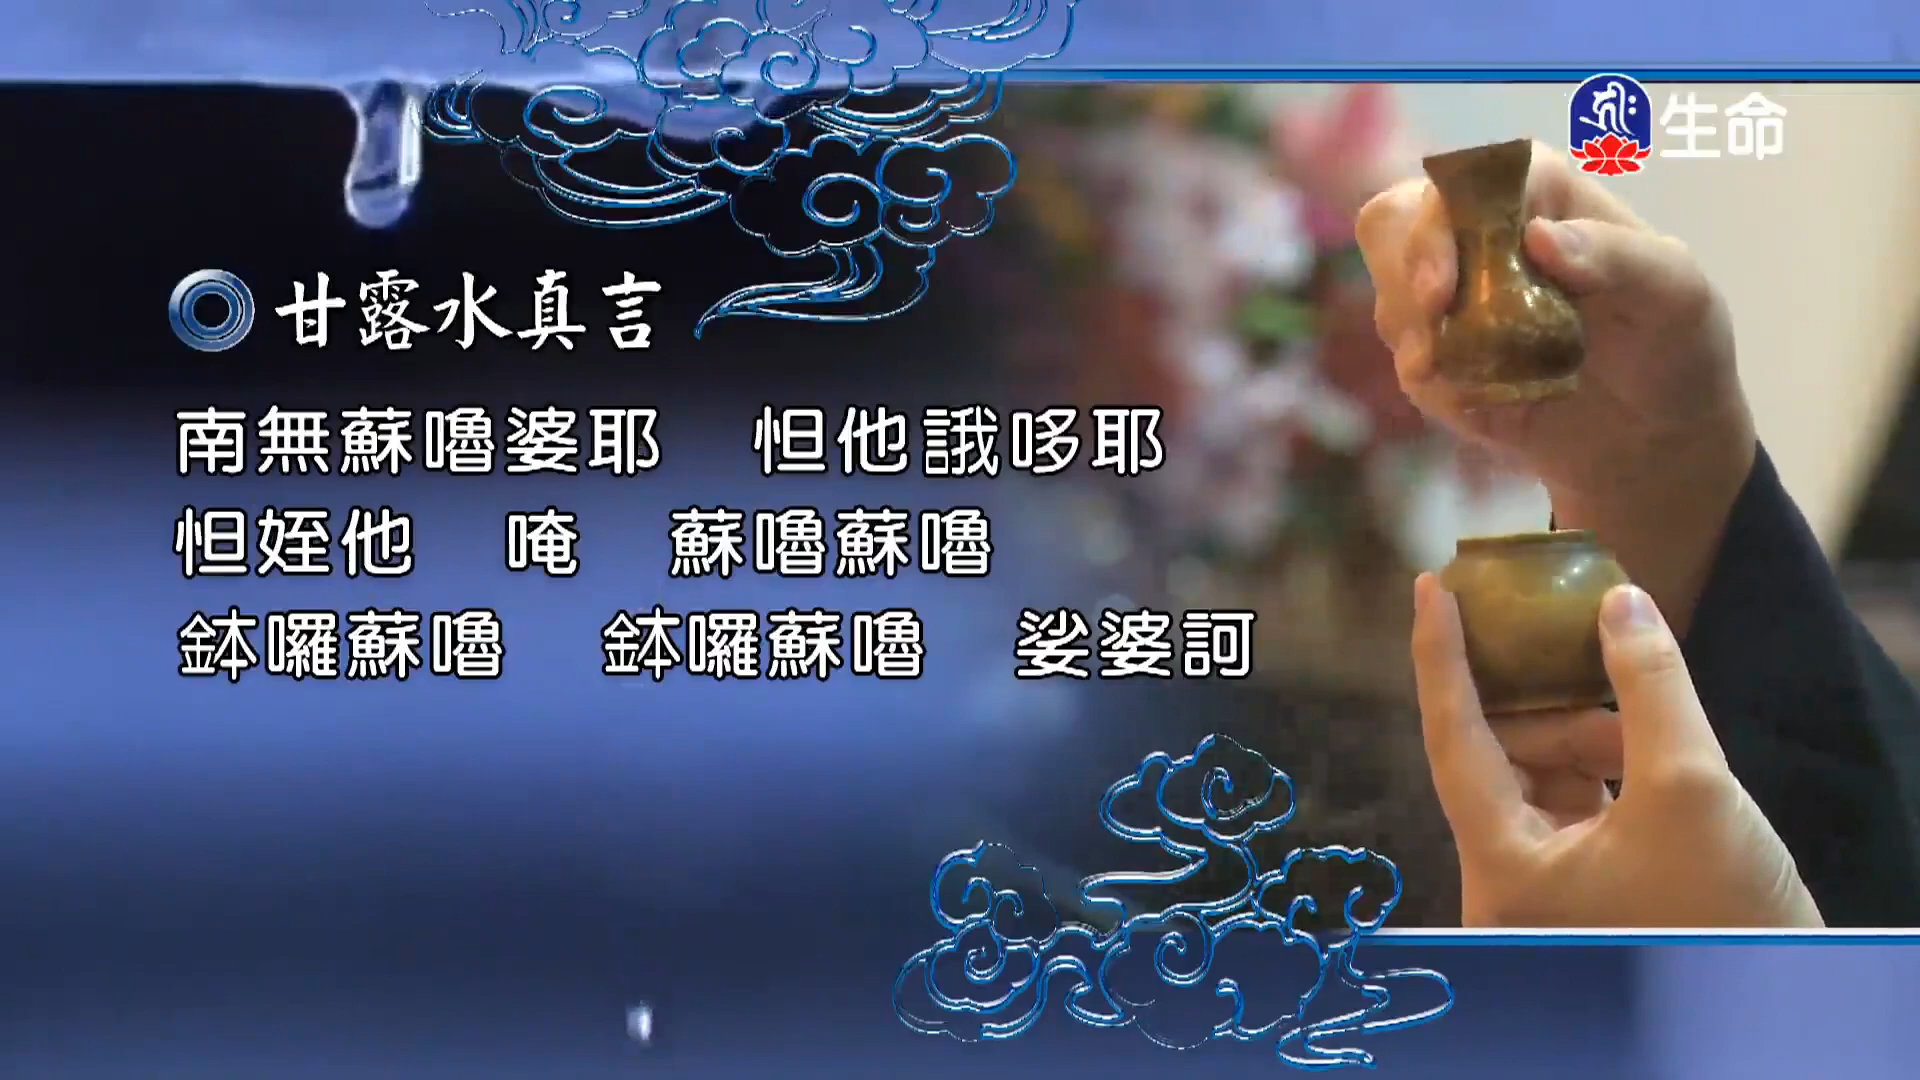 生命
甘露水真言
南無蘇嚕婆耶　怛他誐哆耶
怛姪他　唵　蘇嚕蘇嚕
鉢囉蘇嚕　鉢囉蘇嚕　娑婆訶